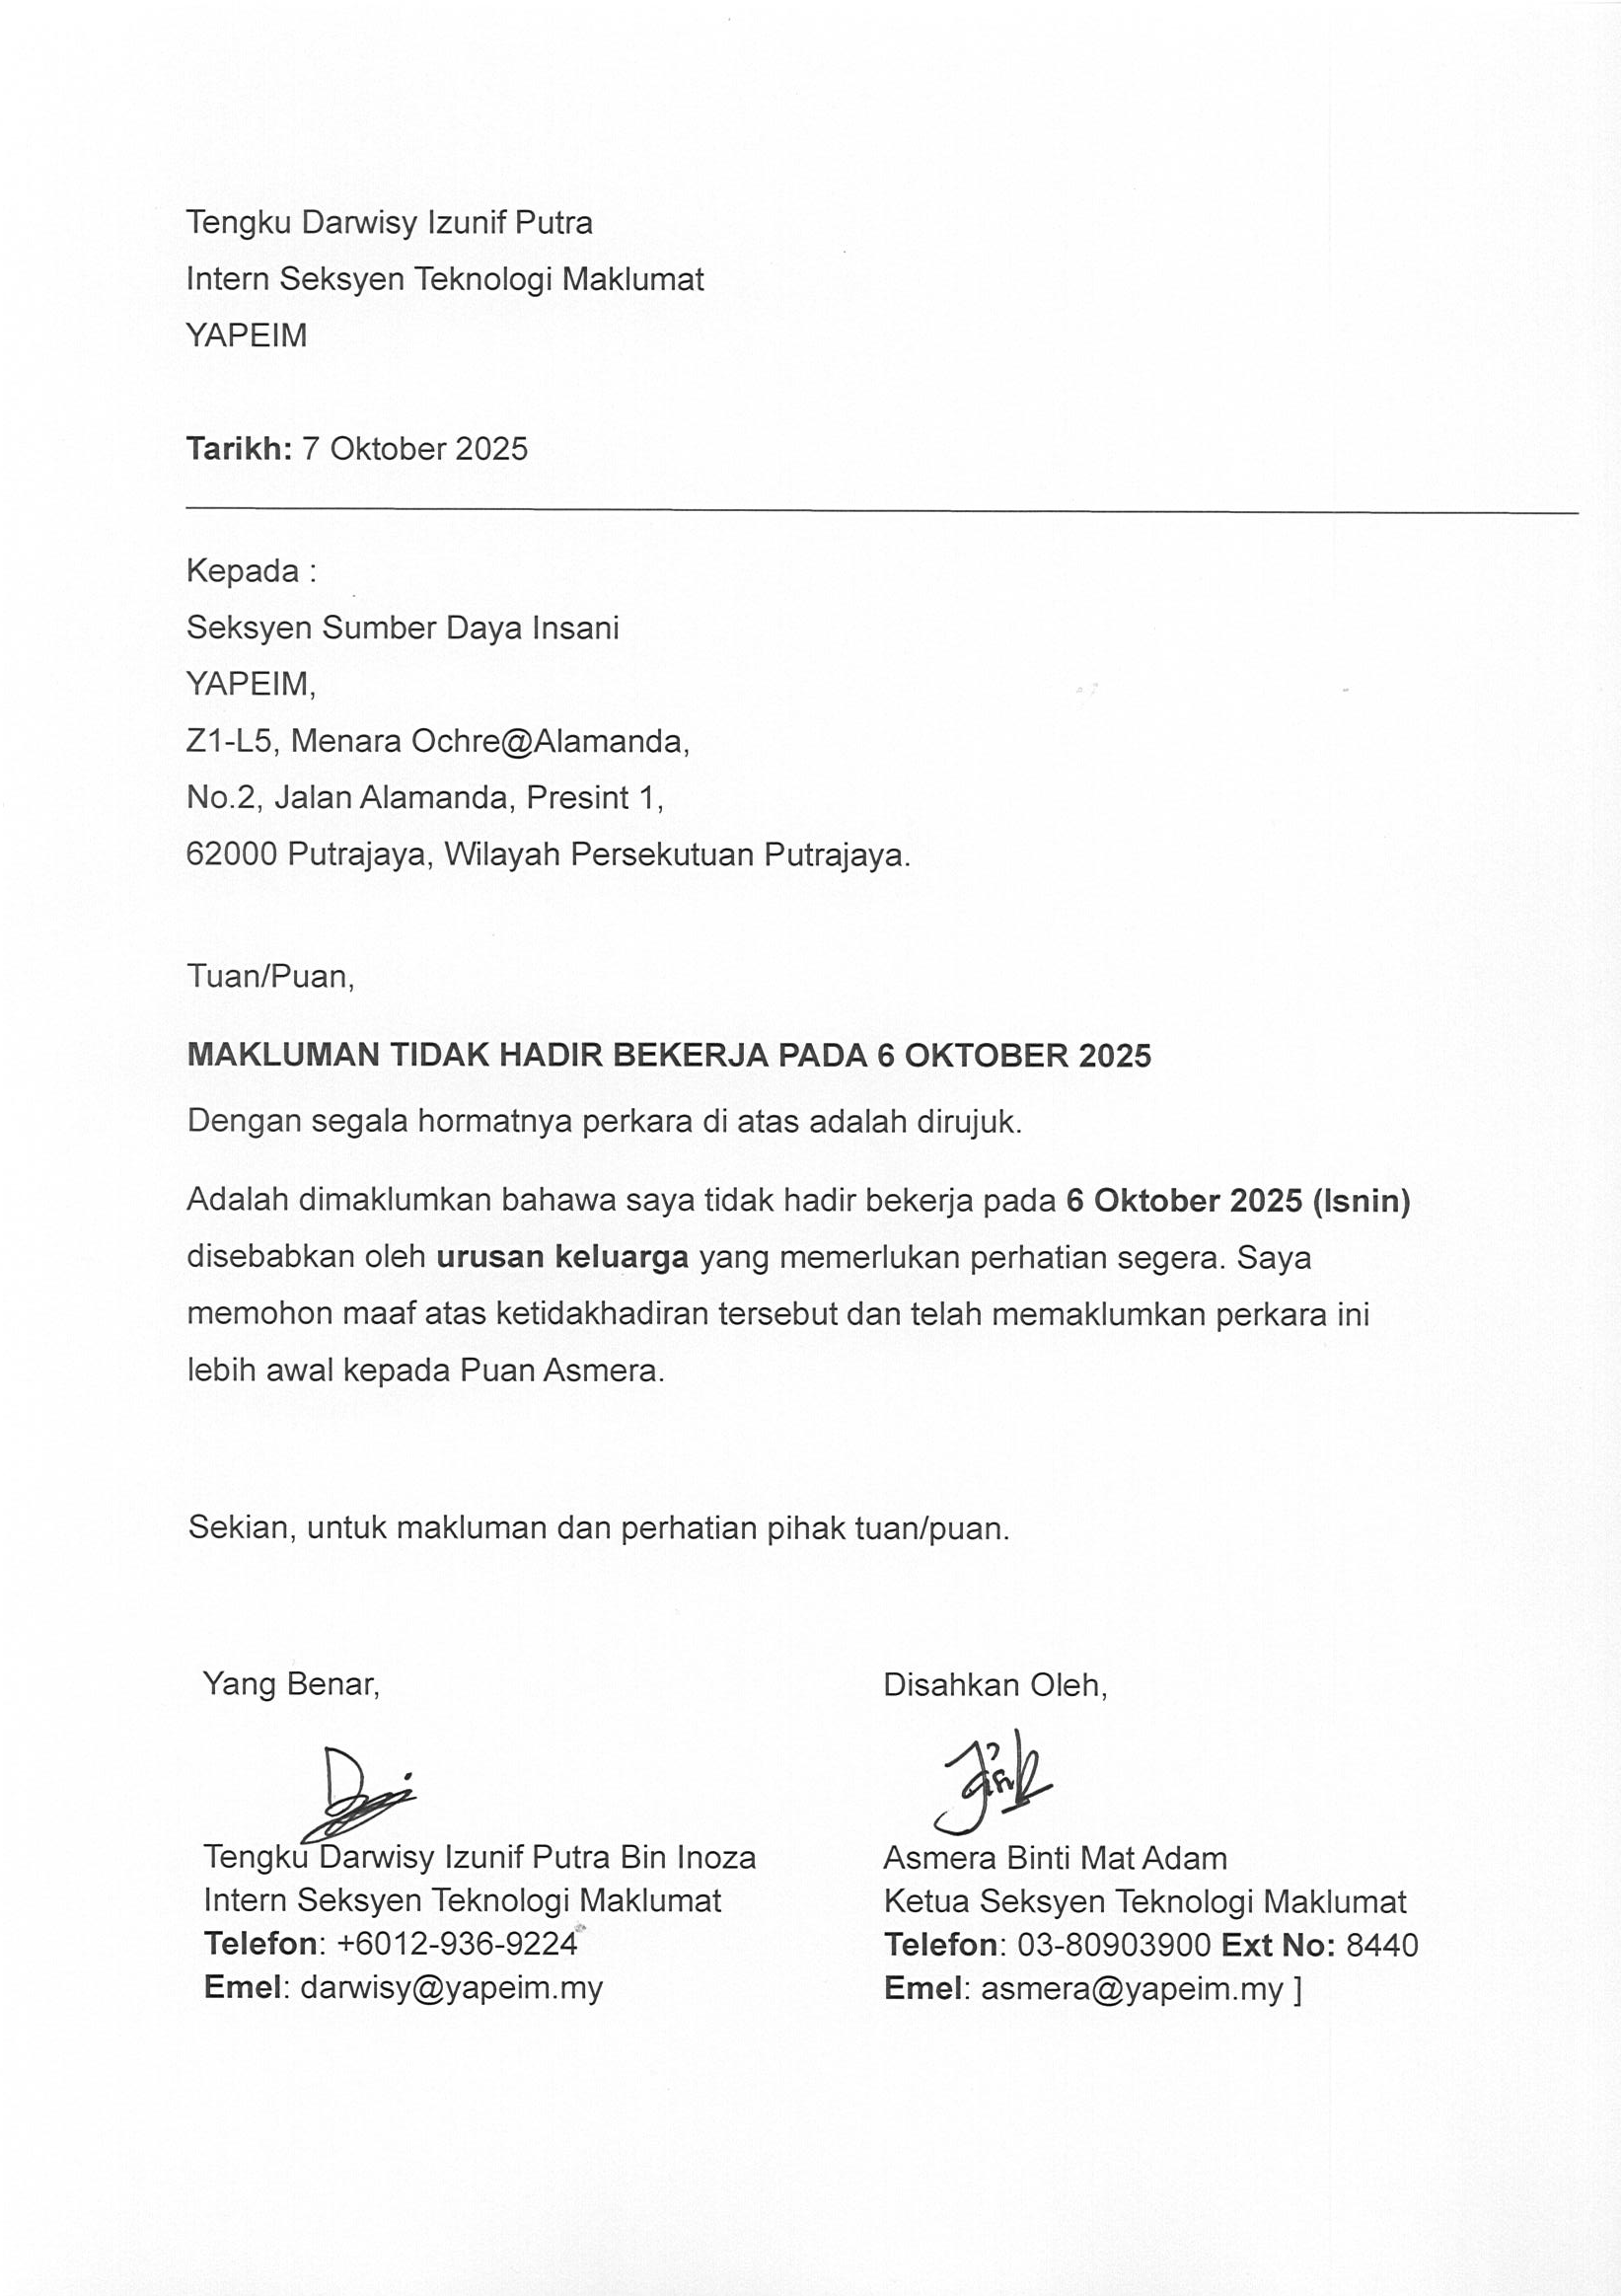 Tengku Darwisy Izunif Putra
Intern Seksyen Teknologi Maklumat
YAPEIM
Tarikh: 7 Oktober 2025
Kepada :
Seksyen Sumber Daya Insani
YAPEIM,
Z1-L5, Menara Ochre@Alamanda,
No.2, Jalan Alamanda, Presint 1,
62000 Putrajaya, Wilayah Persekutuan Putrajaya.
Tuan/Puan,
MAKLUMAN TIDAK HADIR BEKERJA PADA 6 OKTOBER 2025
Dengan segala hormatnya perkara di atas adalah dirujuk.
Adalah dimaklumkan bahawa saya tidak hadir bekerja pada 6 Oktober 2025 (Isnin)
disebabkan oleh urusan keluarga yang memerlukan perhatian segera. Saya
memohon maaf atas ketidakhadiran tersebut dan telah memaklumkan perkara ini
lebih awal kepada Puan Asmera.
Sekian, untuk makluman dan perhatian pihak tuan/puan.
Yang Benar,
Tengku Darwisy Izunif Putra Bin Inoza
Intern Seksyen Teknologi Maklumat
Telefon: +6012-936-9224
Emel: darwisy@yapeim.my
Disahkan Oleh,
Asmera Binti Mat Adam
Ketua Seksyen Teknologi Maklumat
Telefon: 03-80903900 Ext No: 8440
Emel: asmera@yapeim.my ]